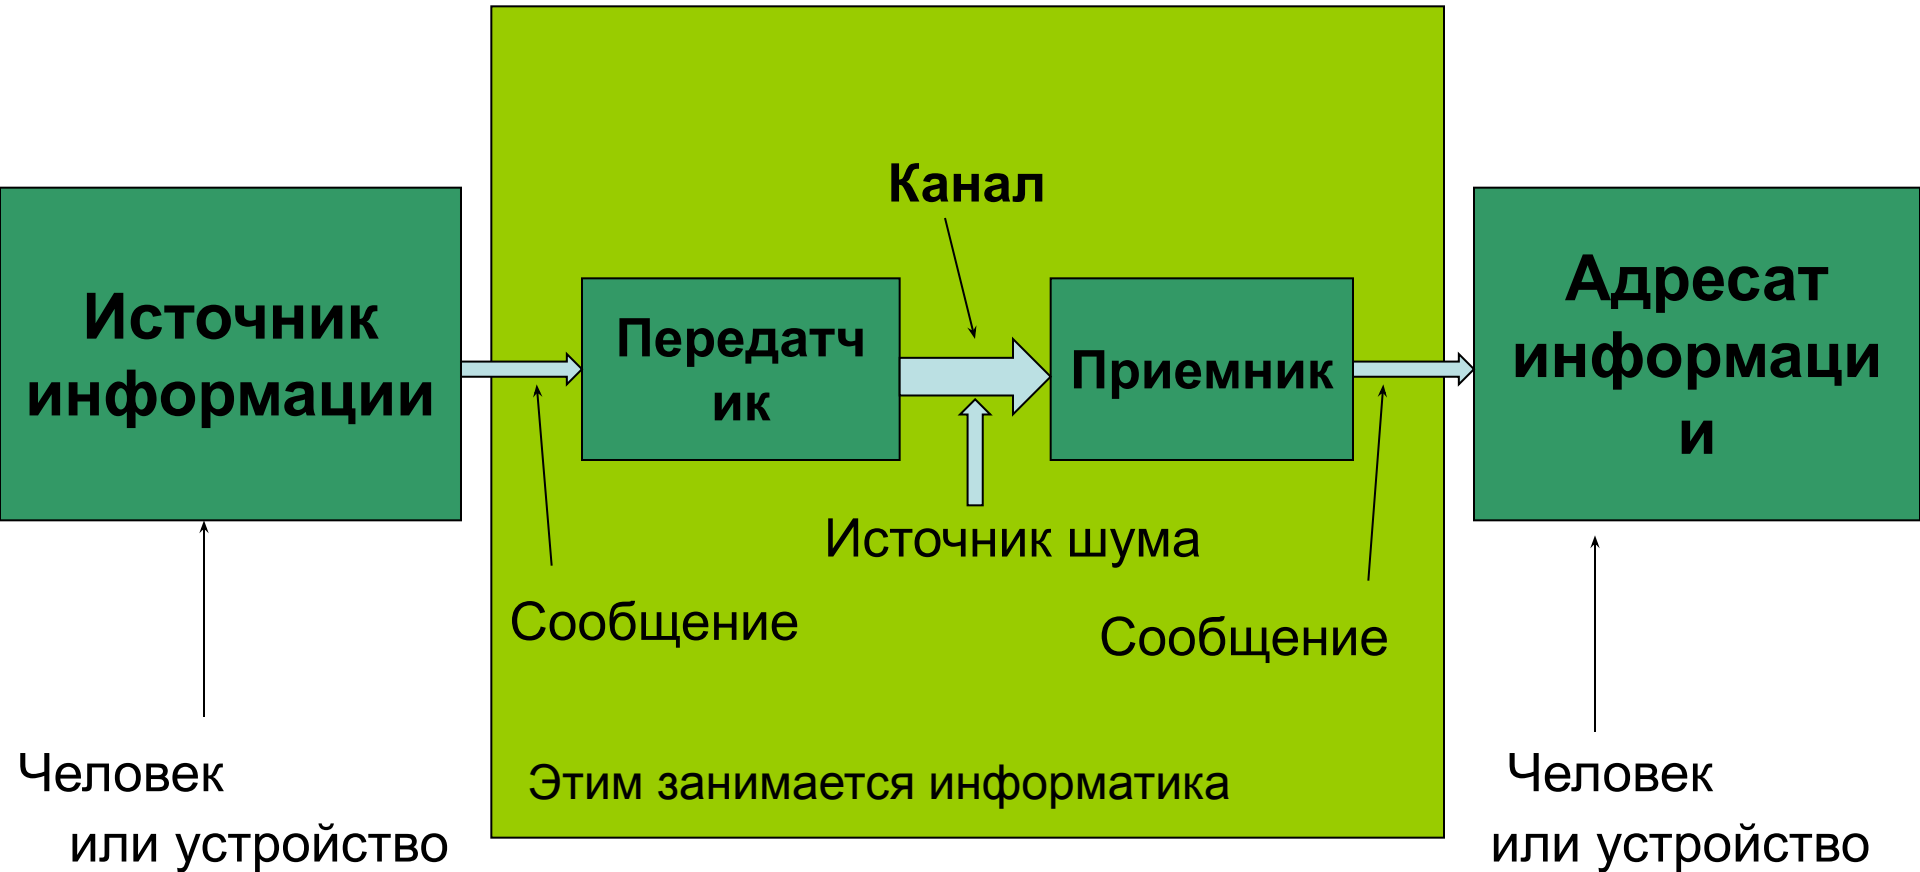 Канал
Источник
информации
Передатч
ик
Приемник
Адресат
информаци
и
Источник шума
Сообщение
Сообщение
Этим занимается информатика
Человек
или устройство
Человек
или устройство